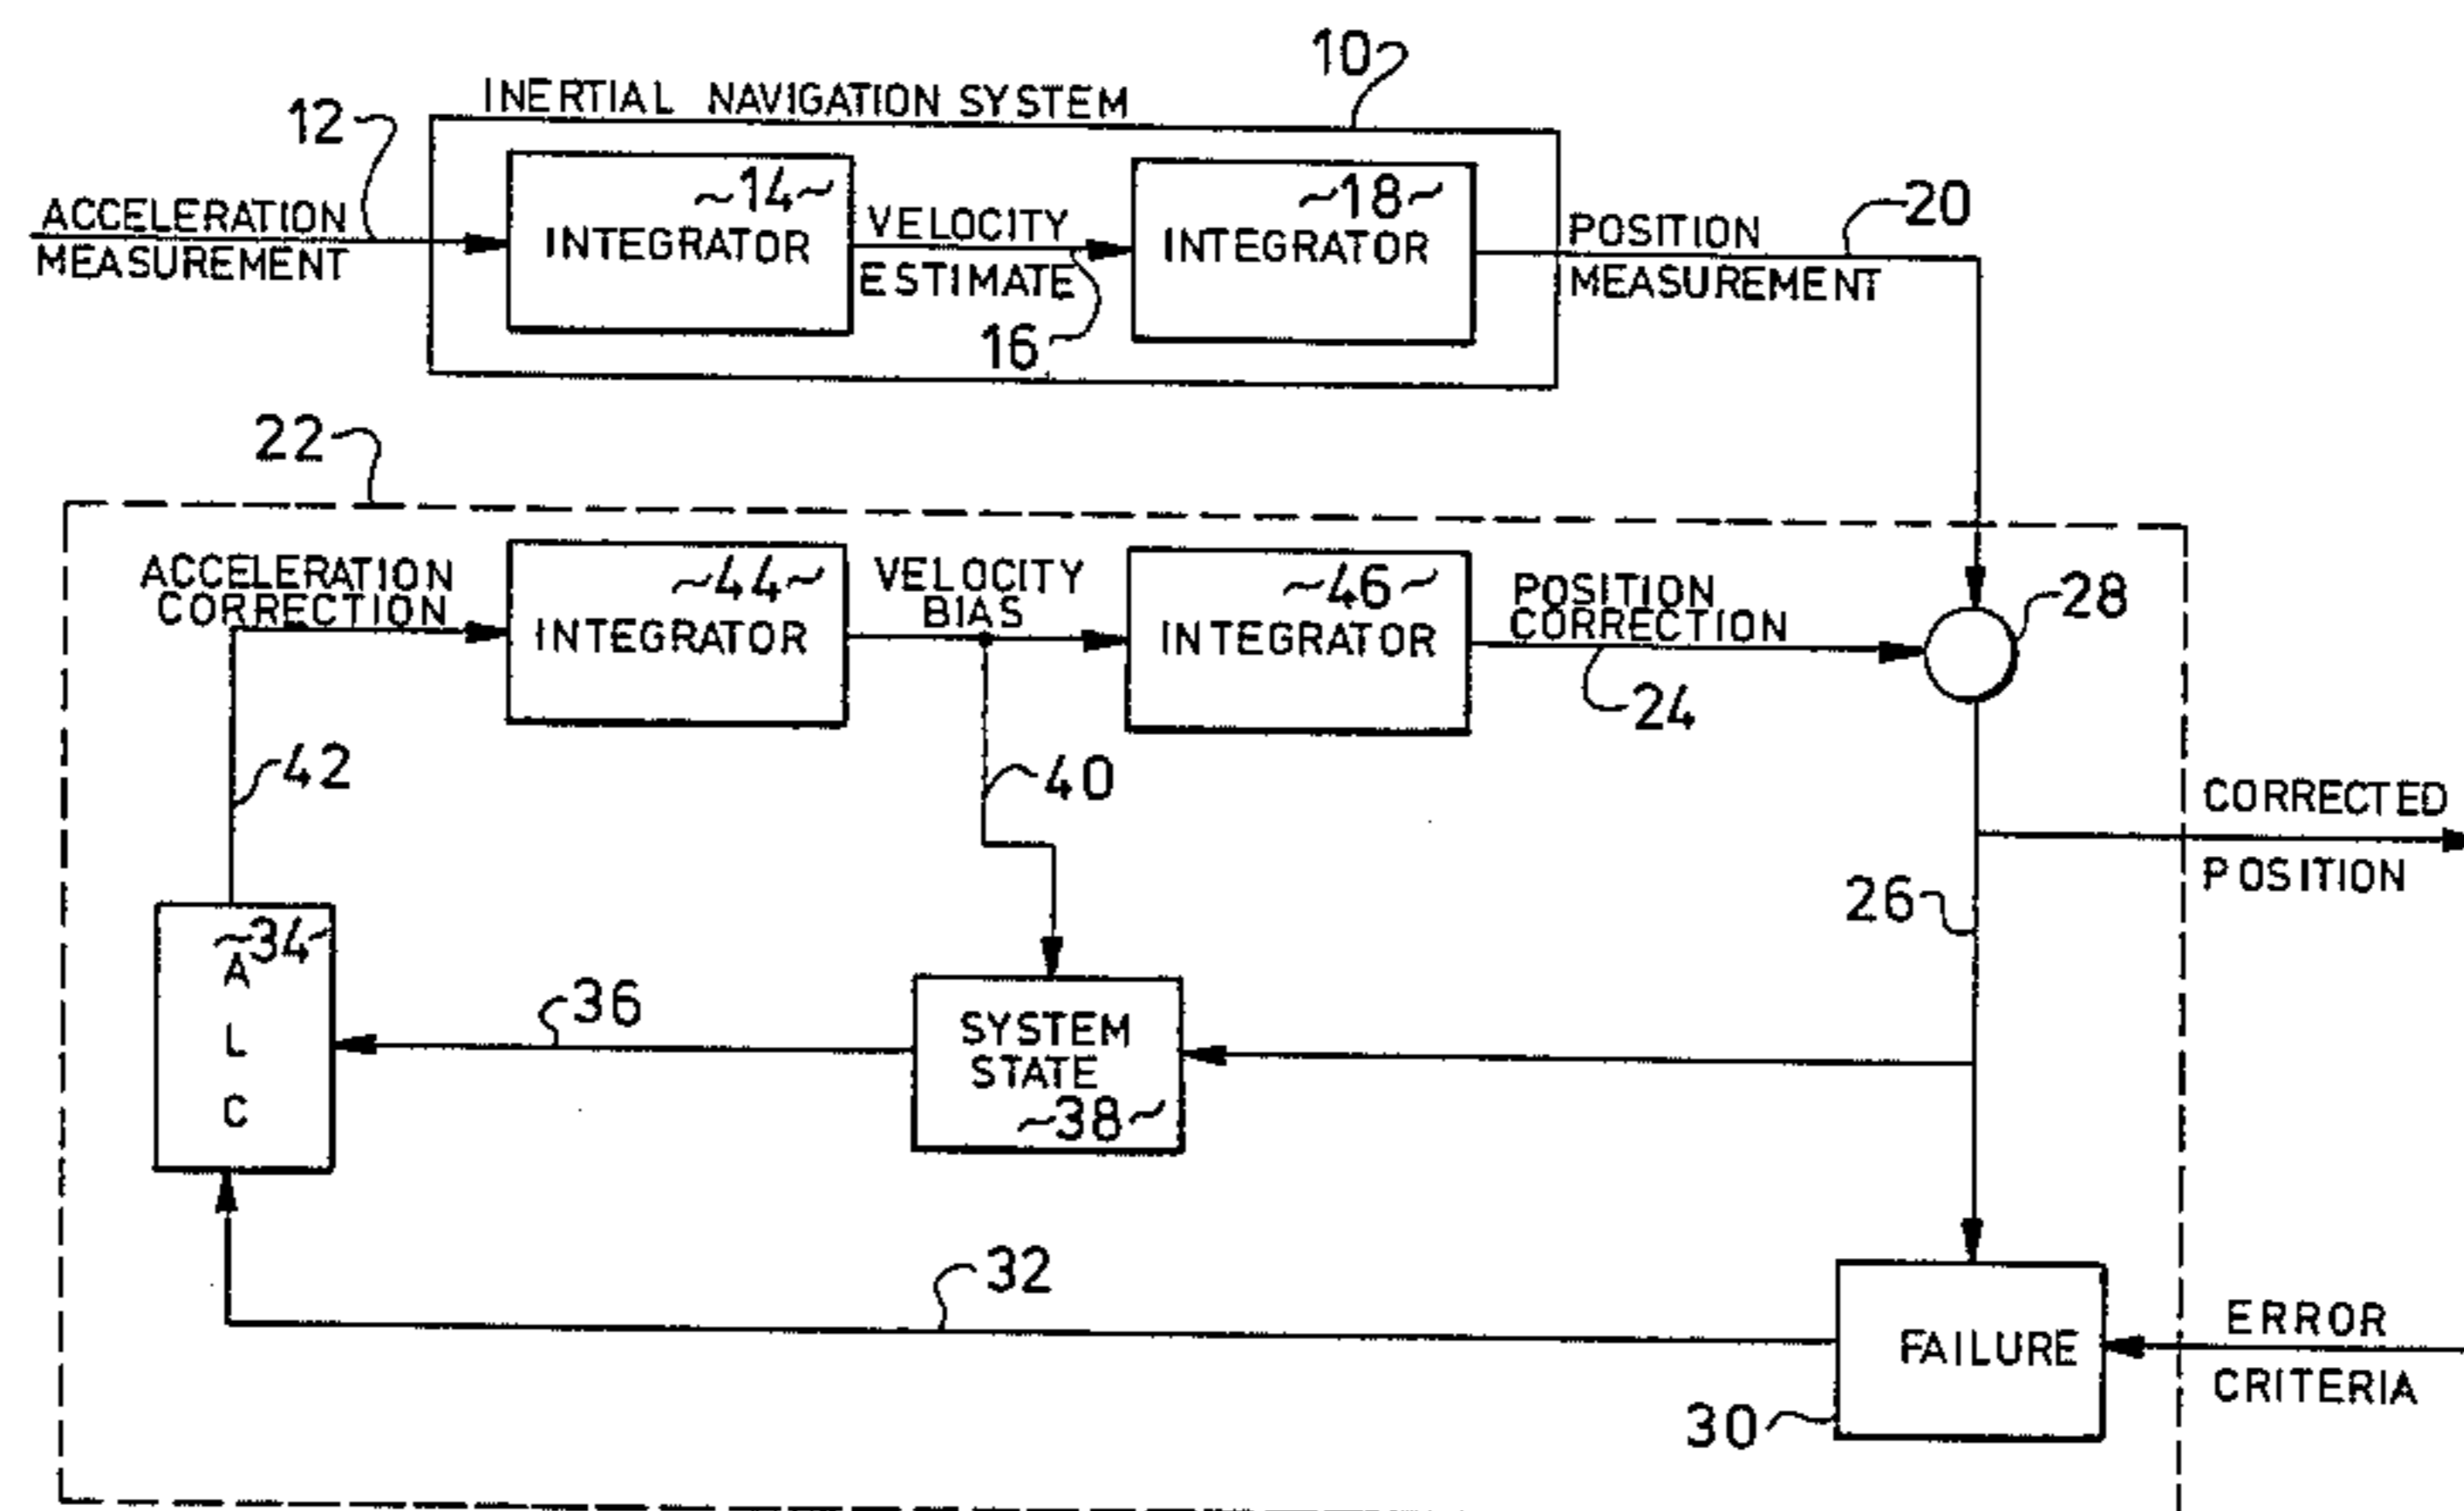 10
INERTIAL NAVIGATION SYSTEM
12
~14~
~18~
20
ACCELERATION
MEASUREMENT
INTEGRATOR
VELOCITY
ESTIMATE
INTEGRATOR
POSITION
MEASUREMENT
16
22
ACCELERATION
CORRECTION
~44~
INTEGRATOR
VELOCITY
BIAS
~46~
INTEGRATOR
POSITION
CORRECTION
28
24
42
40
CORRECTED
POSITION
26
~34~
A
L
C
36
SYSTEM
STATE
~38~
32
FAILURE
ERROR
CRITERIA
30